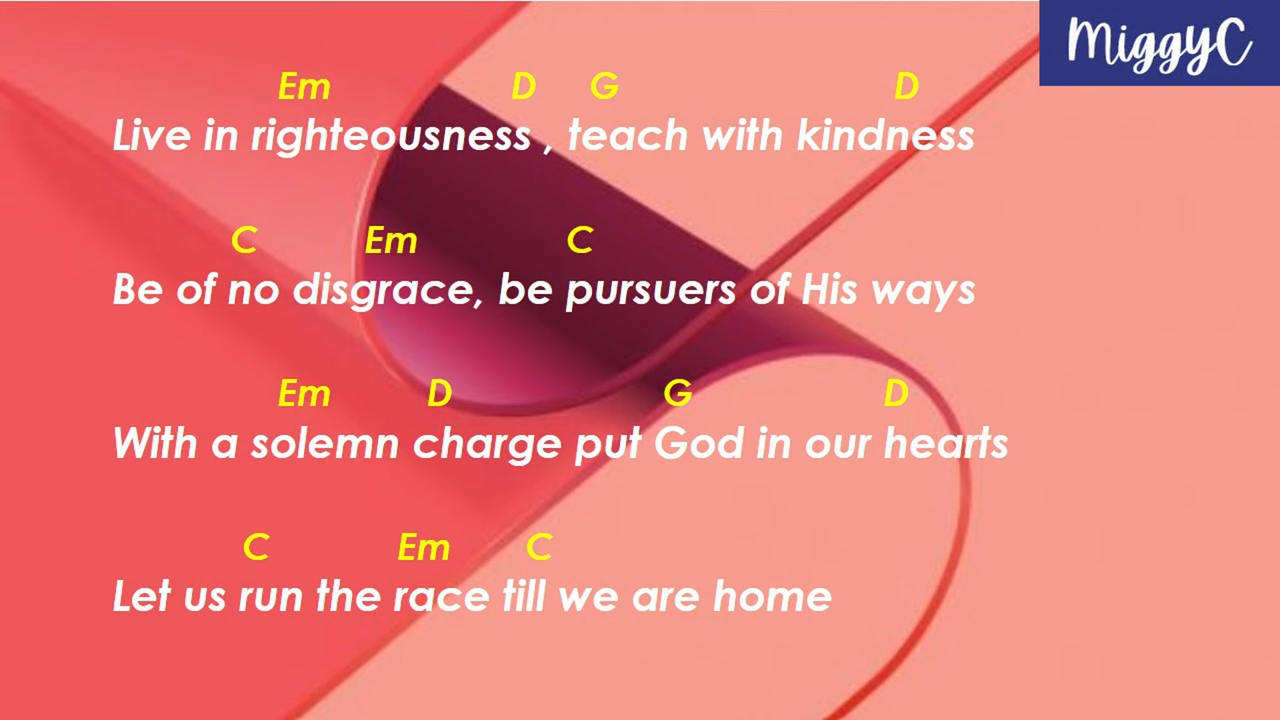 MiggyC
Em D G D
Live in righteousness , teach with kindness
C Em C
Be of no disgrace, be pursuers of His ways
Em D G D
With a solemn charge put God in our hearts
C Em C
Let us run the race till we are home